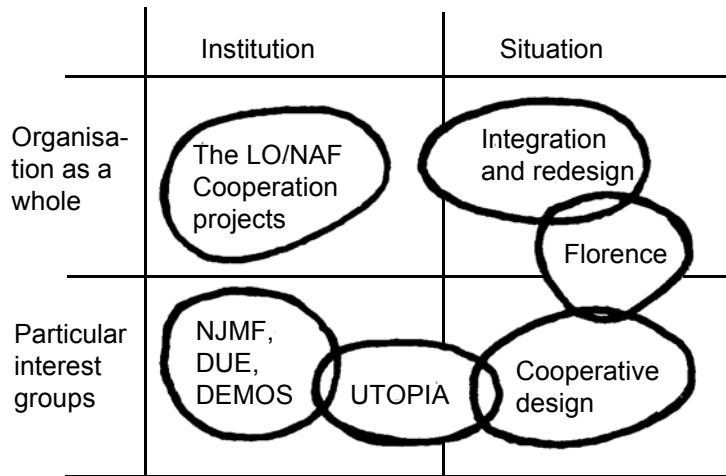 Institution
Situation
Organisa-
tion as a
whole
The LO/NAF
Cooperation
projects
Integration
and redesign
Florence
Particular
interest
groups
NJMF,
DUE,
DEMOS
UTOPIA
Cooperative
design